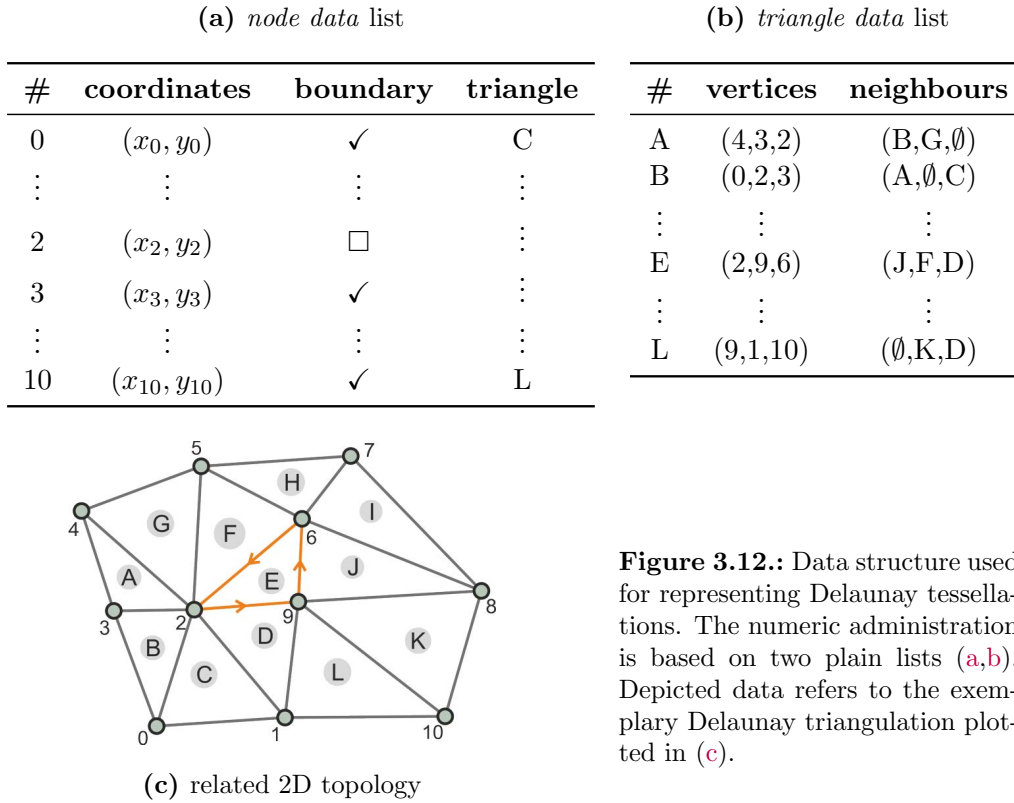 (a) node data list
# coordinates boundary triangle
0 (x₀, y₀) ✓ C
⋮ ⋮ ⋮ ⋮
2 (x₂, y₂) □ ⋮
3 (x₃, y₃) ✓ ⋮
⋮ ⋮ ⋮ ⋮
10 (x₁₀, y₁₀) ✓ L
(b) triangle data list
# vertices neighbours
A (4,3,2) (B,G,∅)
B (0,2,3) (A,∅,C)
⋮ ⋮ ⋮
E (2,9,6) (J,F,D)
⋮ ⋮ ⋮
L (9,1,10) (∅,K,D)
5
7
H
4
G
F
6
I
A
E
J
3
2
9
8
B
D
K
C
L
0
1
10
(c) related 2D topology
Figure 3.12.: Data structure used
for representing Delaunay tessella-
tions. The numeric administration
is based on two plain lists (a,b).
Depicted data refers to the exem-
plary Delaunay triangulation plot-
ted in (c).